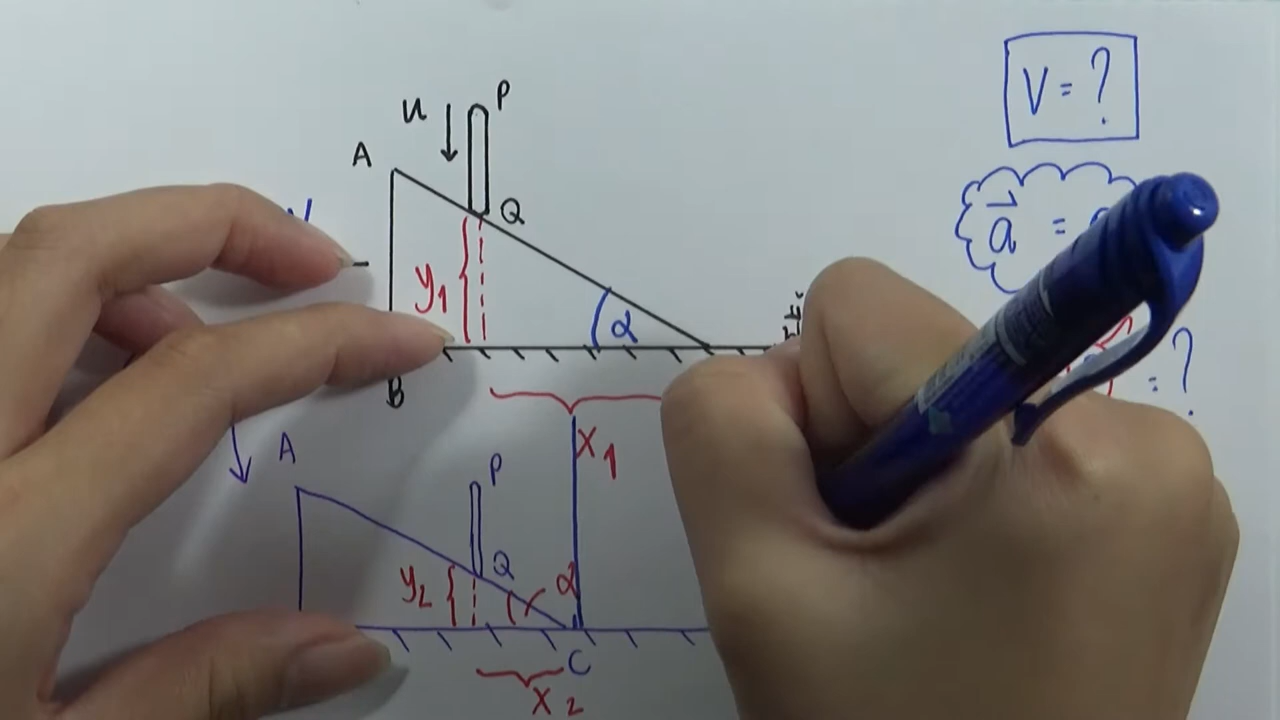 V = ?
P
u
A
Q
a =
y1
α
= ?
B
x1
A
P
Q
α
y2
C
x2